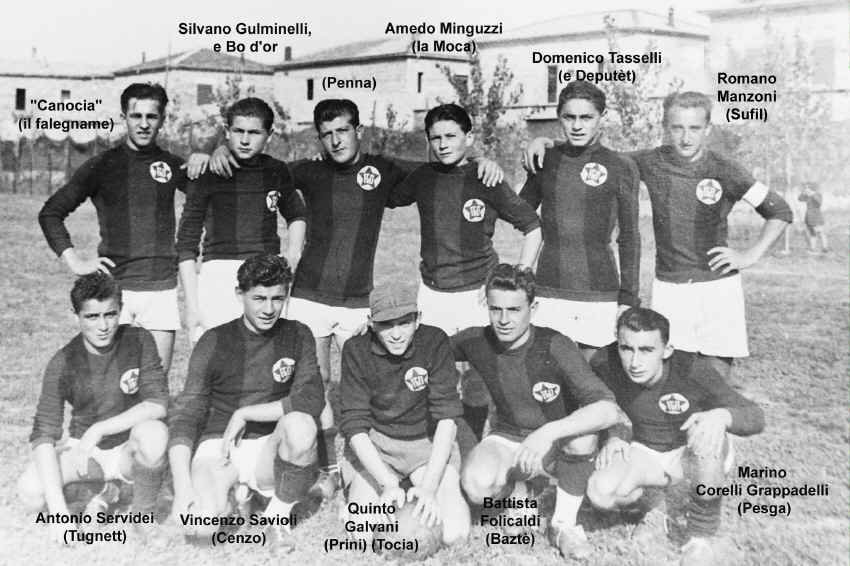 Silvano Gulminelli,
e Bo d'or
Amedo Minguzzi
(la Moca)
Domenico Tasselli
(e Deputèt)
Romano
Manzoni
(Sufil)
(Penna)
"Canocia"
(il falegname)
Antonio Servidei
(Tugnett)
Vincenzo Savioli
(Cenzo)
Quinto
Galvani
(Prini) (Tocia)
Battista
Folicaldi
(Baztè)
Marino
Corelli Grappadelli
(Pesga)